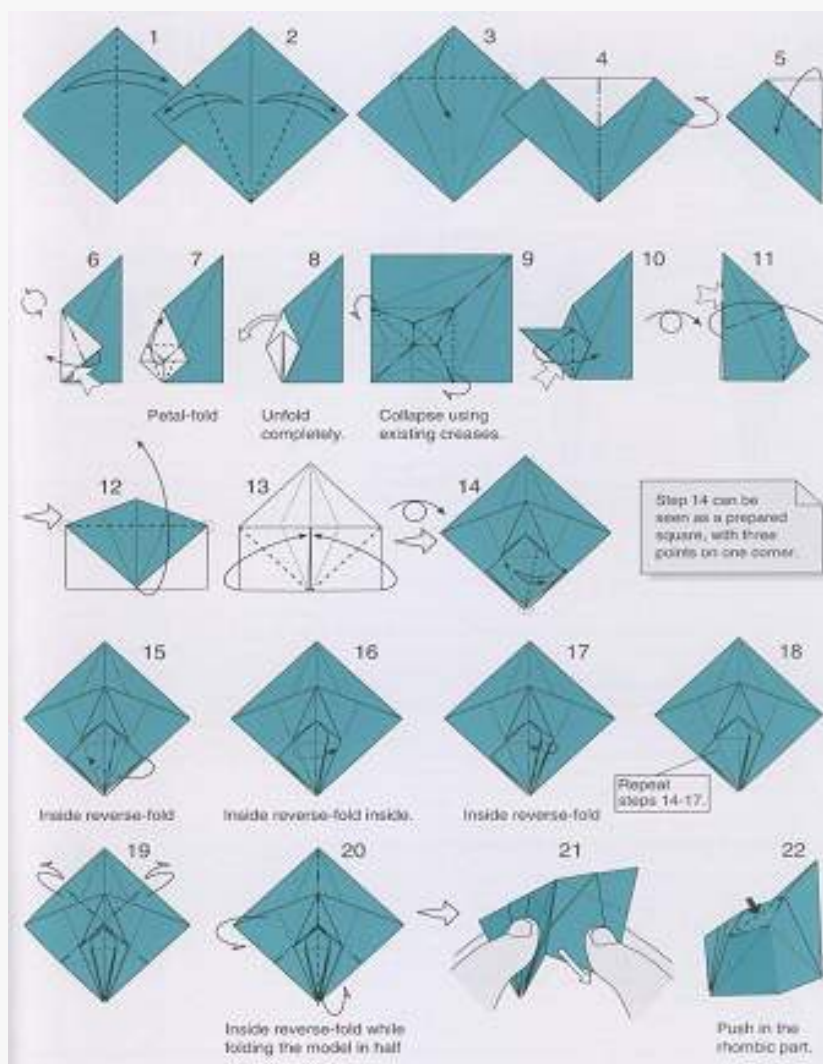 1 2 3 4 5
6 7 8 9 10 11
Petal-fold
Unfold
completely.
Collapse using
existing creases.
12 13 14
Step 14 can be
seen as a prepared
square, with three
points on one corner.
15 16 17 18
Inside reverse-fold
Inside reverse-fold inside.
Inside reverse-fold
Repeat
steps 14-17.
19 20 21 22
Inside reverse-fold while
folding the model in half
Push in the
rhombic part.